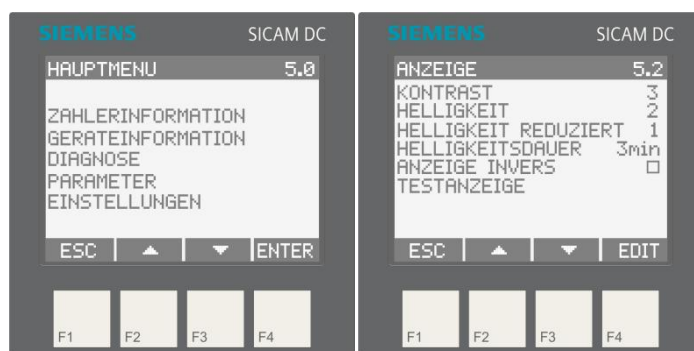 SIEMENS SICAM DC
HAUPTMENU 5.0
ZAHLERINFORMATION
GERATEINFORMATION
DIAGNOSE
PARAMETER
EINSTELLUNGEN
ESC ▲ ▼ ENTER
F1 F2 F3 F4
SIEMENS SICAM DC
ANZEIGE 5.2
KONTRAST 3
HELLIGKEIT 2
HELLIGKEIT REDUZIERT 1
HELLIGKEITSDAUER 3min
ANZEIGE INVERS □
TESTANZEIGE
ESC ▲ ▼ EDIT
F1 F2 F3 F4